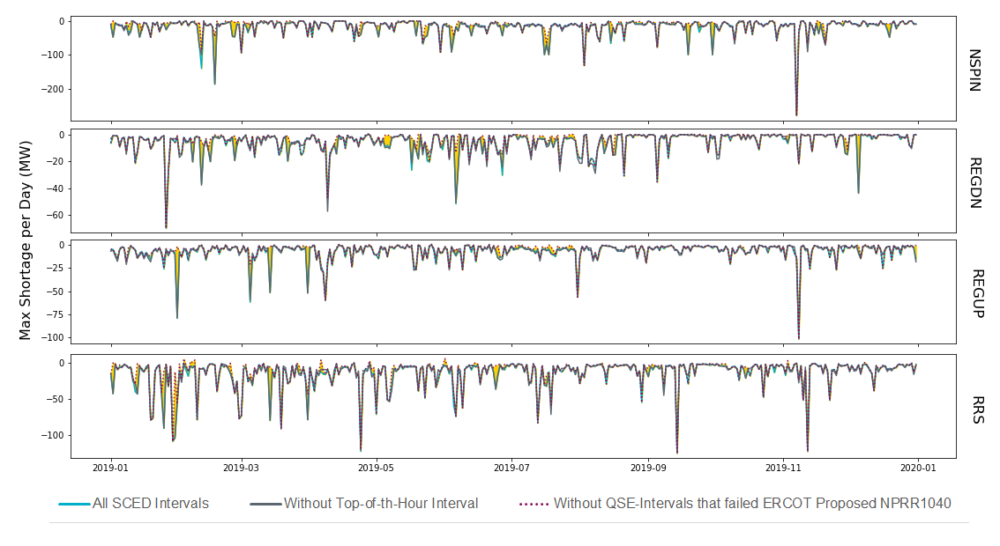 Max Shortage per Day (MW)
0
−100
−200
NSPIN
0
−20
−40
−60
REGDN
0
−25
−50
−75
−100
REGUP
0
−50
−100
RRS
2019-01 2019-03 2019-05 2019-07 2019-09 2019-11 2020-01
All SCED Intervals Without Top-of-th-Hour Interval Without QSE-Intervals that failed ERCOT Proposed NPRR1040